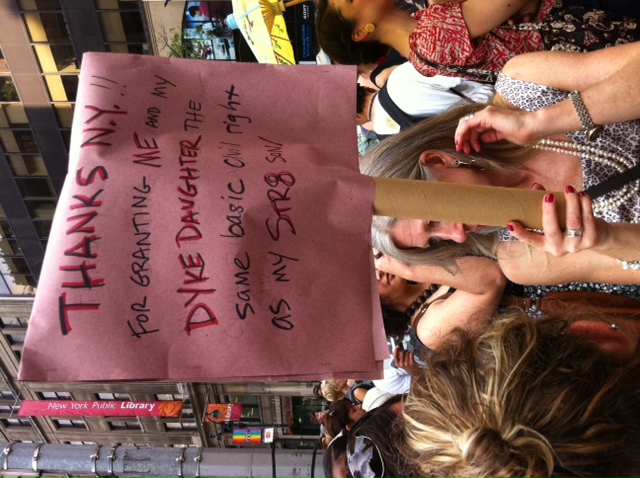 THANKS N.Y.!!
FOR GRANTING ME AND MY
DYKE DAUGHTER THE
same basic civil right
as my STR8 son!
New York Public Library